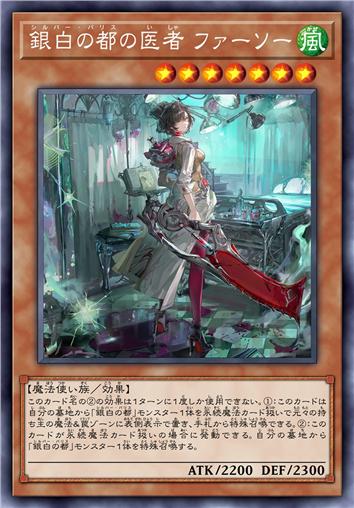 シルバー・パリス いしゃ
銀白の都の医者 ファーソー 風
【魔法使い族／効果】
このカード名の②の効果は1ターンに1度しか使用できない。①：このカードは
自分の墓地から「銀白の都」モンスター1体を永続魔法カード扱いで元々の持
ち主の魔法&罠ゾーンに表側表示で置き、手札から特殊召喚できる。②：こ
のカードが永続魔法カード扱いの場合に発動できる。自分の墓地から
「銀白の都」モンスター1体を特殊召喚する。
ATK/2200 DEF/2300